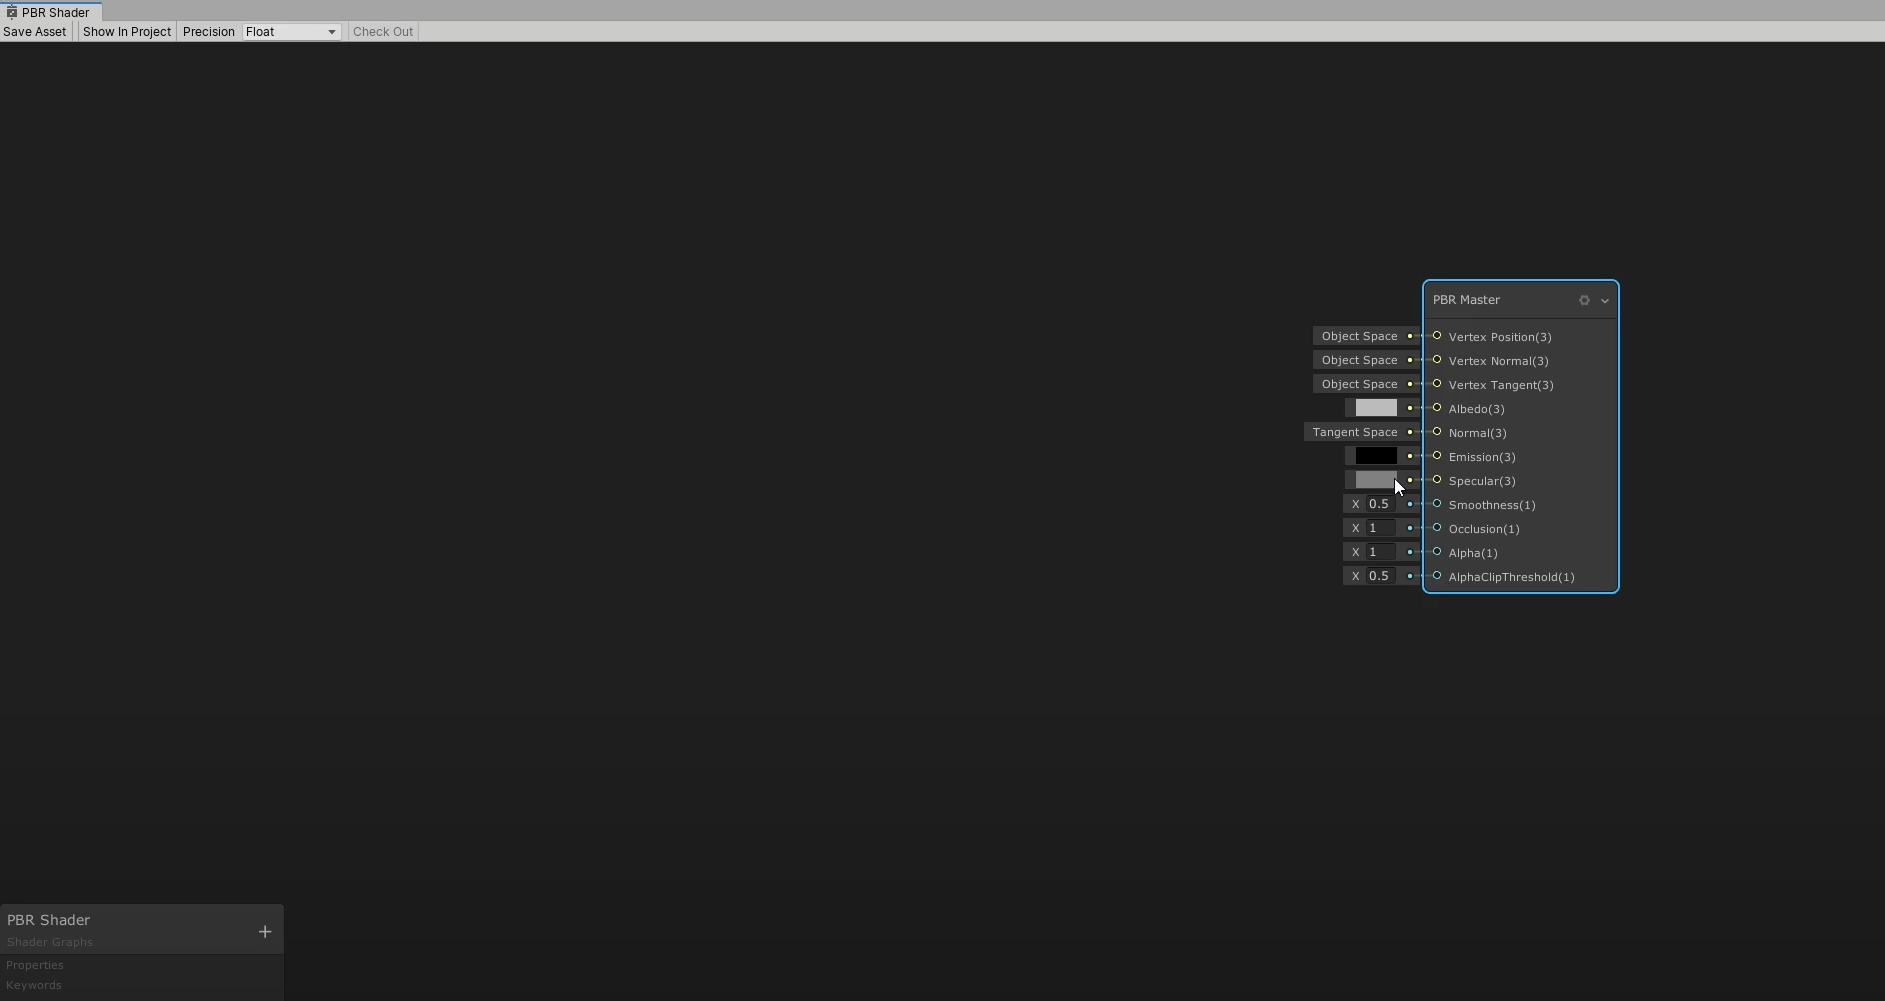 PBR Shader
Save Asset Show In Project Precision Float Check Out
PBR Master
Object Space Vertex Position(3)
Object Space Vertex Normal(3)
Object Space Vertex Tangent(3)
Albedo(3)
Tangent Space Normal(3)
Emission(3)
Specular(3)
X 0.5 Smoothness(1)
X 1 Occlusion(1)
X 1 Alpha(1)
X 0.5 AlphaClipThreshold(1)
PBR Shader
Shader Graphs
Properties
Keywords